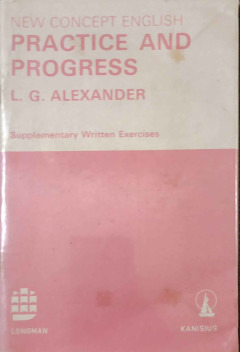 NEW CONCEPT ENGLISH
PRACTICE AND
PROGRESS
L. G. ALEXANDER
Supplementary Written Exercises
LONGMAN
KANISIUS